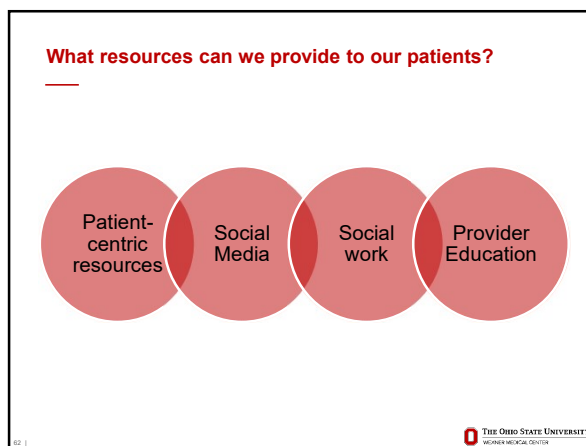 What resources can we provide to our patients?
Patient-
centric
resources
Social
Media
Social
work
Provider
Education
62 |
THE OHIO STATE UNIVERSITY
WEXNER MEDICAL CENTER